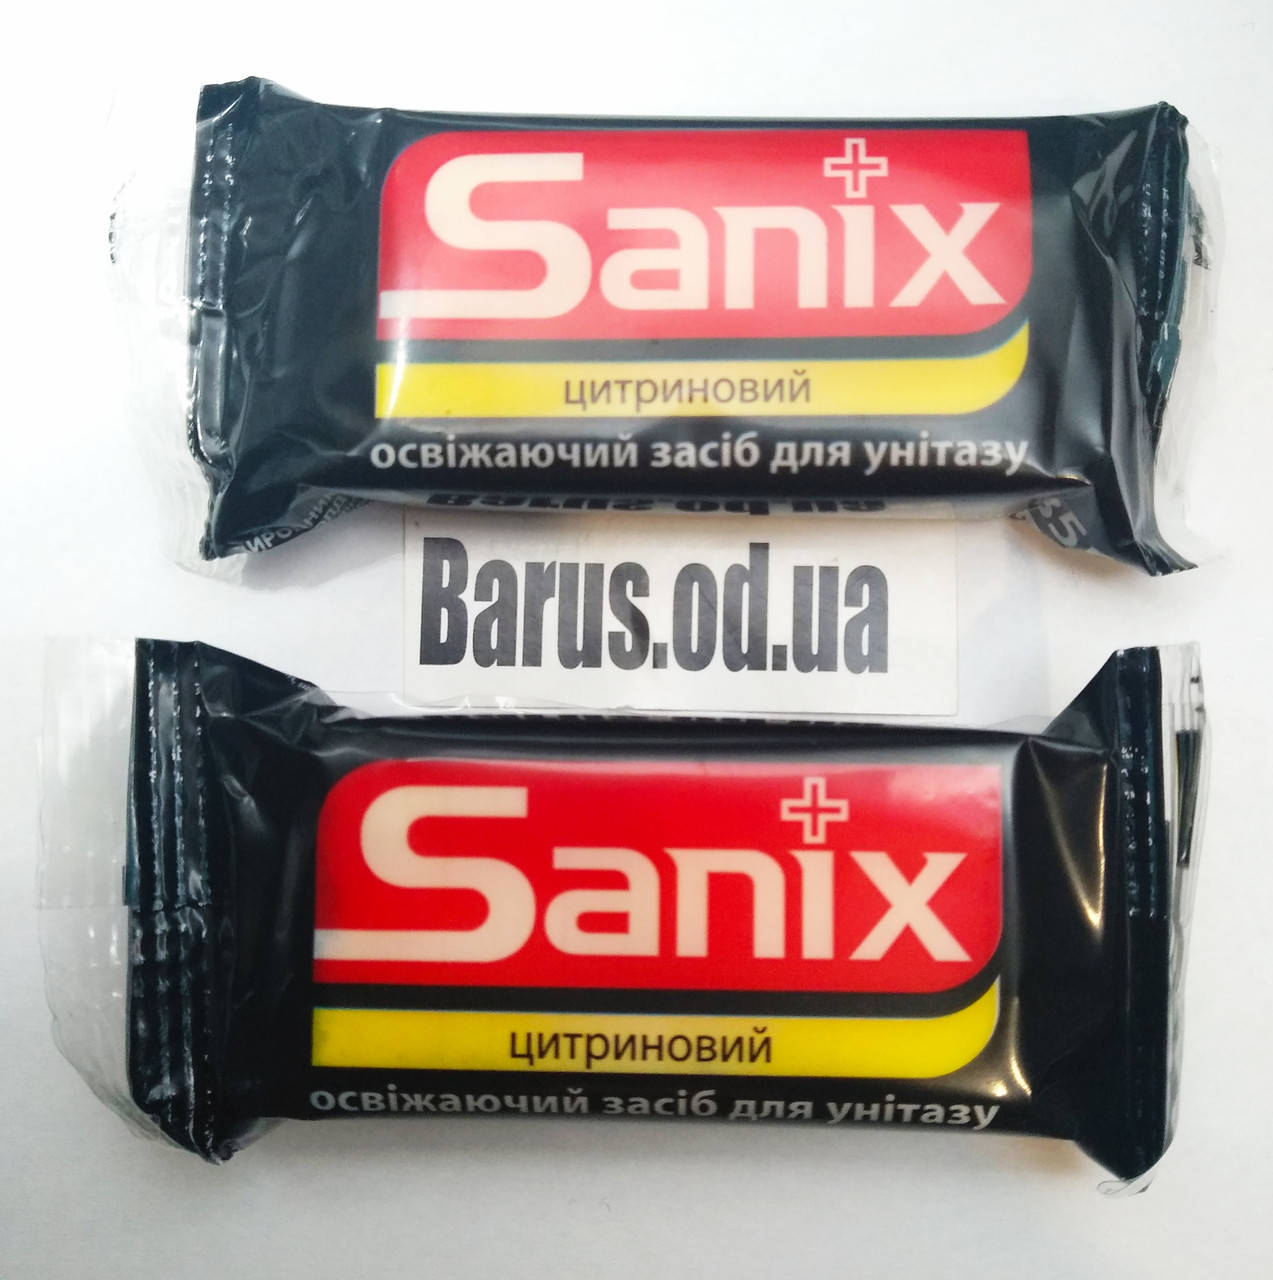 Sanix
цитриновий
освіжаючий засіб для унітазу
Barus.od.ua
Sanix
цитриновий
освіжаючий засіб для унітазу